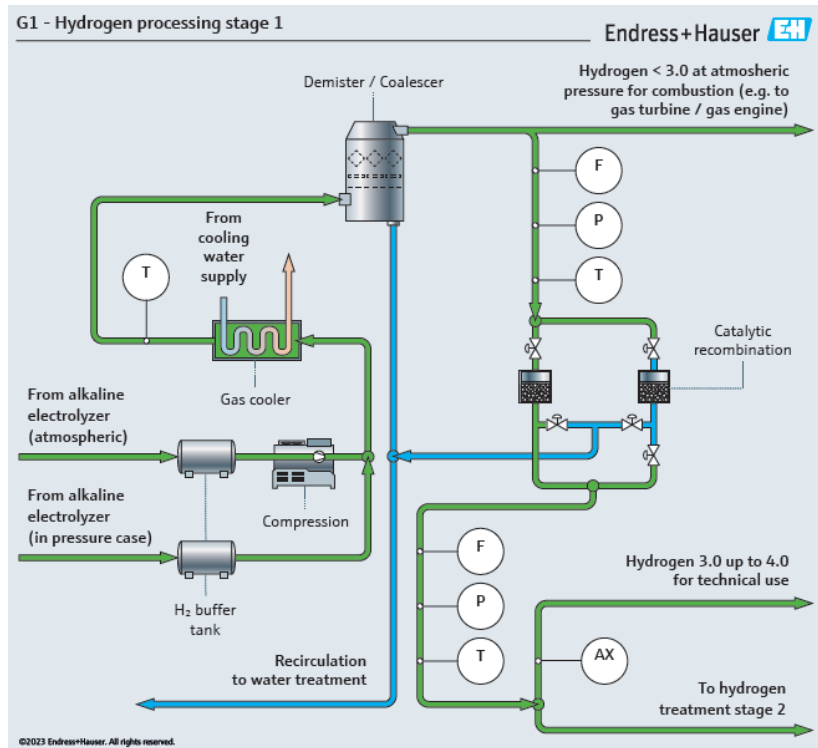 G1 - Hydrogen processing stage 1
Endress+Hauser
EH
Demister / Coalescer
Hydrogen < 3.0 at atmosheric
pressure for combustion (e.g. to
gas turbine / gas engine)
F
P
T
From
cooling
water
supply
T
Catalytic
recombination
Gas cooler
From alkaline
electrolyzer
(atmospheric)
Compression
From alkaline
electrolyzer
(in pressure case)
H₂ buffer
tank
F
P
T
Hydrogen 3.0 up to 4.0
for technical use
AX
Recirculation
to water treatment
To hydrogen
treatment stage 2
©2023 Endress+Hauser. All rights reserved.